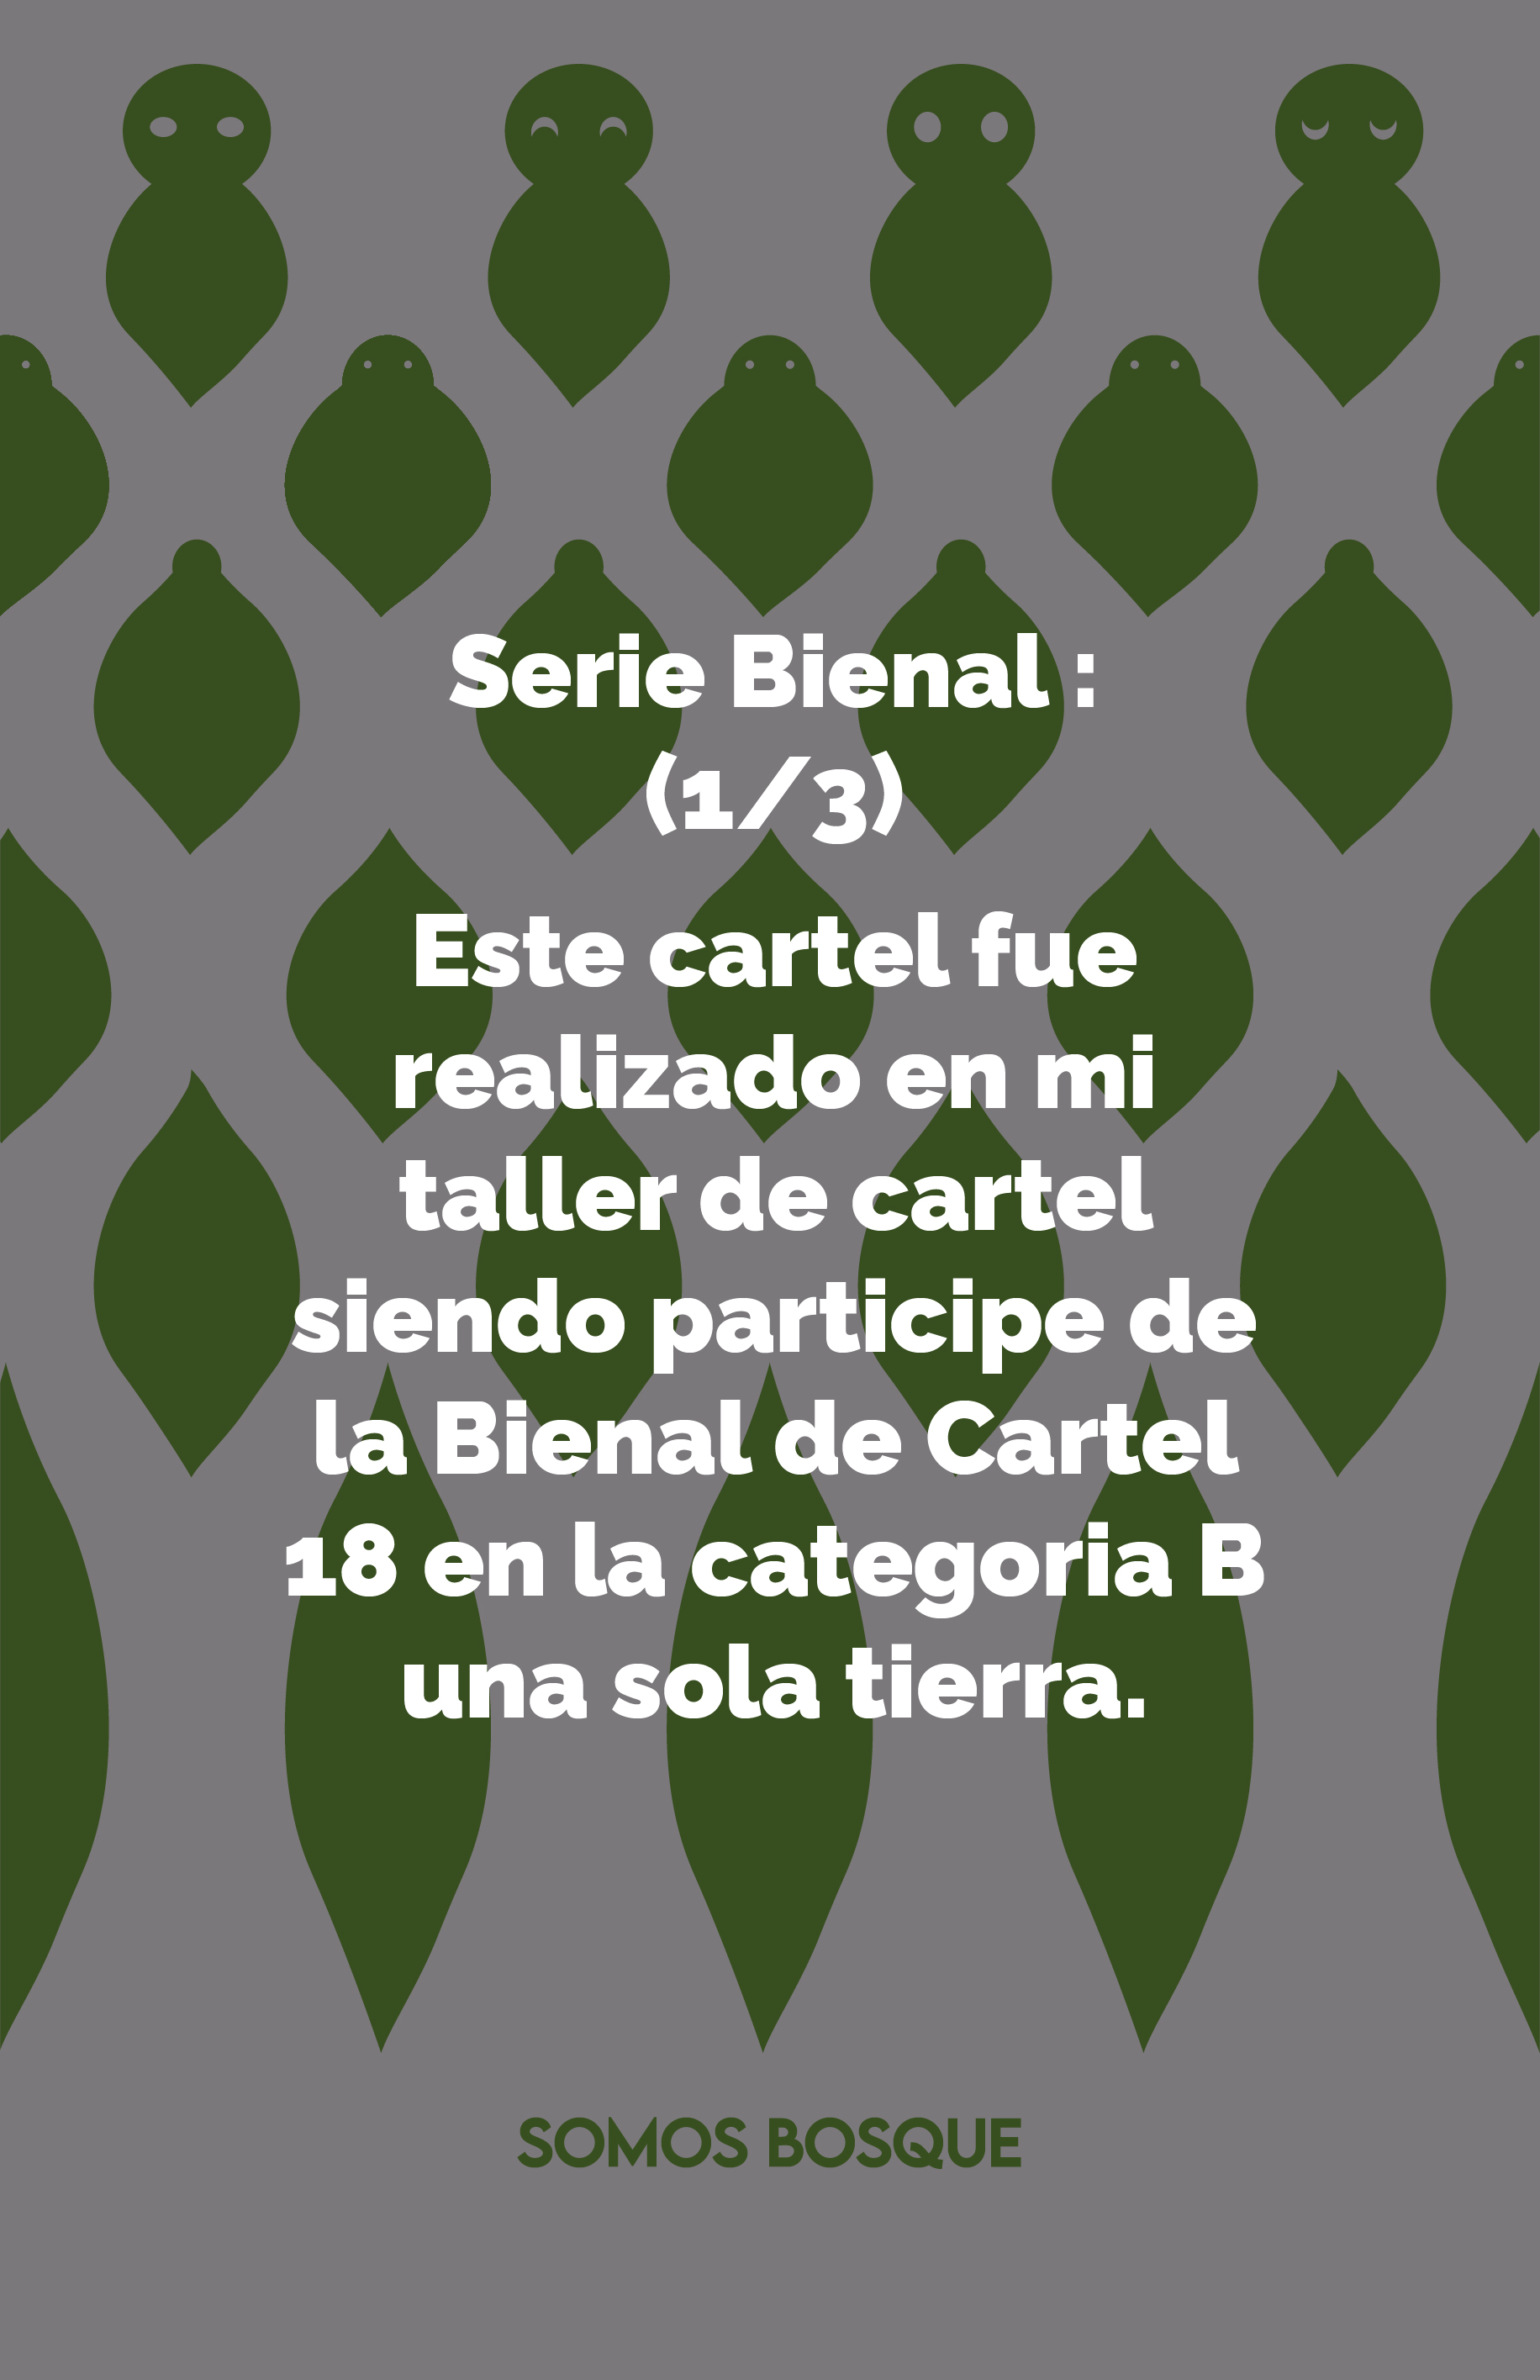 Serie Bienal :
(1/3)
Este cartel fue
realizado en mi
taller de cartel
siendo participe de
la Bienal de Cartel
18 en la categoria B
una sola tierra.
SOMOS BOSQUE